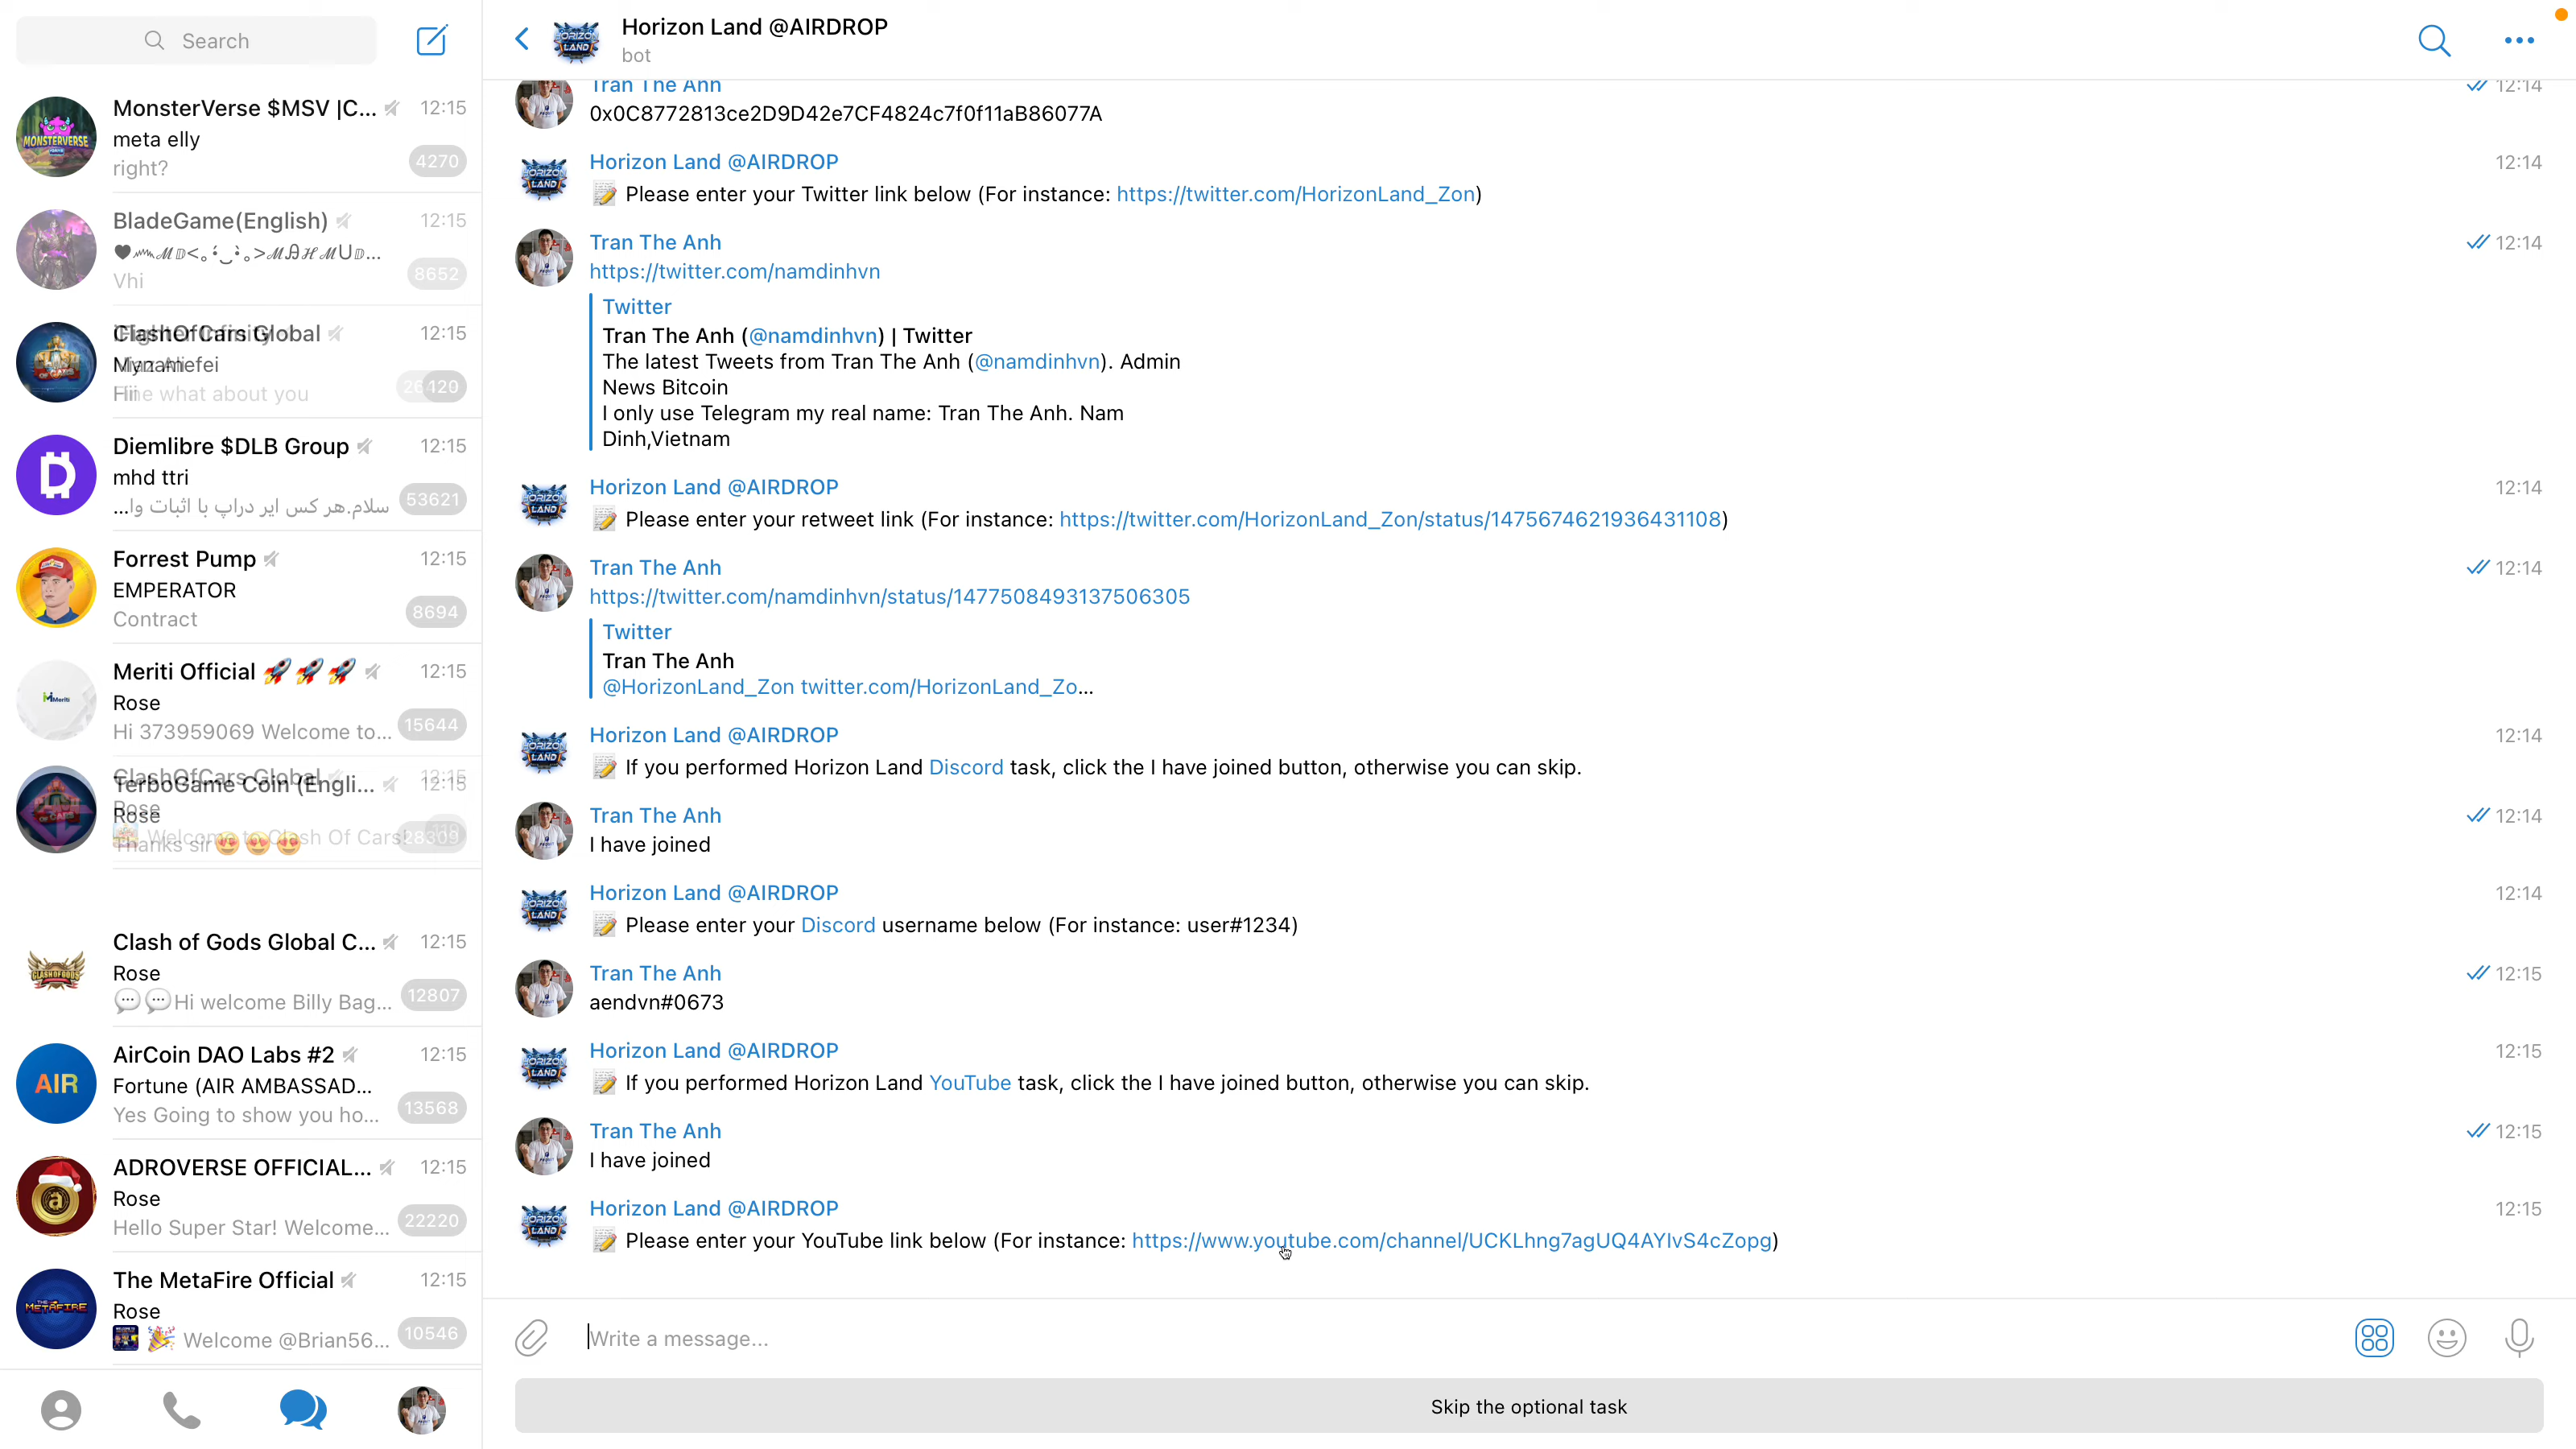 Search
MonsterVerse $MSV |C... 12:15
meta elly
right? 4270
BladeGame(English) 12:15
8652
Vhi
ClashOfCars Global 12:15
what about you
Diemlibre $DLB Group 12:15
mhd ttri
سلام.هر کس ایر دراپ با اثبات وا... 53621
Forrest Pump 12:15
EMPERATOR
Contract 8694
Meriti Official 🚀🚀🚀 12:15
Rose
Hi 373959069 Welcome to... 15644
TerboGame Coin (Engli... 12:15
Rose
Thanks sir😍😍😍 28309
Clash of Gods Global C... 12:15
Rose
💬💬Hi welcome Billy Bag... 12807
AirCoin DAO Labs #2 12:15
Fortune (AIR AMBASSAD...
Yes Going to show you ho... 13568
ADROVERSE OFFICIAL... 12:15
Rose
Hello Super Star! Welcome... 22220
The MetaFire Official 12:15
Rose
🎉 Welcome @Brian56... 10546
Horizon Land @AIRDROP
bot
Tran The Anh 12:14
0x0C8772813ce2D9D42e7CF4824c7f0f11aB86077A
Horizon Land @AIRDROP 12:14
📝 Please enter your Twitter link below (For instance: https://twitter.com/HorizonLand_Zon)
Tran The Anh 12:14
https://twitter.com/namdinhvn
Twitter
Tran The Anh (@namdinhvn) | Twitter
The latest Tweets from Tran The Anh (@namdinhvn). Admin
News Bitcoin
I only use Telegram my real name: Tran The Anh. Nam
Dinh,Vietnam
Horizon Land @AIRDROP 12:14
📝 Please enter your retweet link (For instance: https://twitter.com/HorizonLand_Zon/status/1475674621936431108)
Tran The Anh 12:14
https://twitter.com/namdinhvn/status/1477508493137506305
Twitter
Tran The Anh
@HorizonLand_Zon twitter.com/HorizonLand_Zo...
Horizon Land @AIRDROP 12:14
📝 If you performed Horizon Land Discord task, click the I have joined button, otherwise you can skip.
Tran The Anh 12:14
I have joined
Horizon Land @AIRDROP 12:14
📝 Please enter your Discord username below (For instance: user#1234)
Tran The Anh 12:15
aendvn#0673
Horizon Land @AIRDROP 12:15
📝 If you performed Horizon Land YouTube task, click the I have joined button, otherwise you can skip.
Tran The Anh 12:15
I have joined
Horizon Land @AIRDROP 12:15
📝 Please enter your YouTube link below (For instance: https://www.youtube.com/channel/UCKLhng7agUQ4AYIvS4cZopg)
Write a message...
Skip the optional task